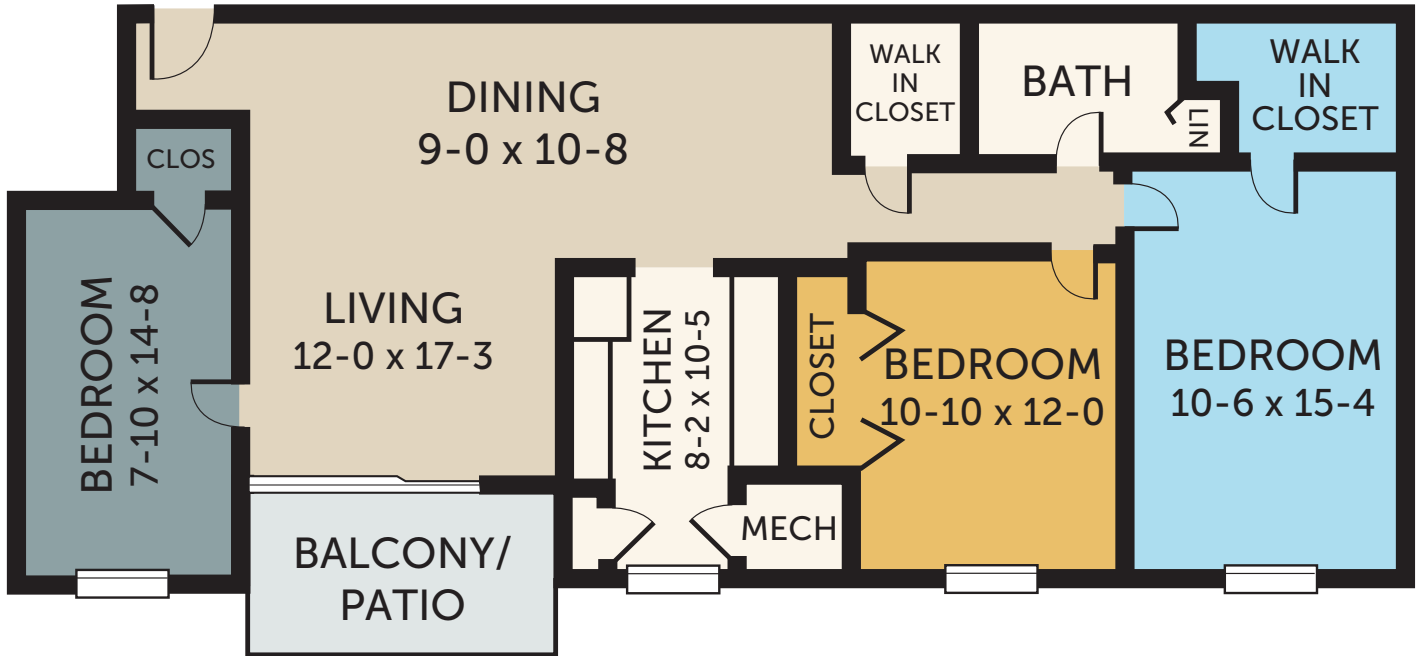 DINING
9-0 x 10-8
WALK
IN
CLOSET
BATH
LIN
WALK
IN
CLOSET
CLOS
BEDROOM
7-10 x 14-8
LIVING
12-0 x 17-3
KITCHEN
8-2 x 10-5
CLOSET
BEDROOM
10-10 x 12-0
BEDROOM
10-6 x 15-4
MECH
BALCONY/
PATIO